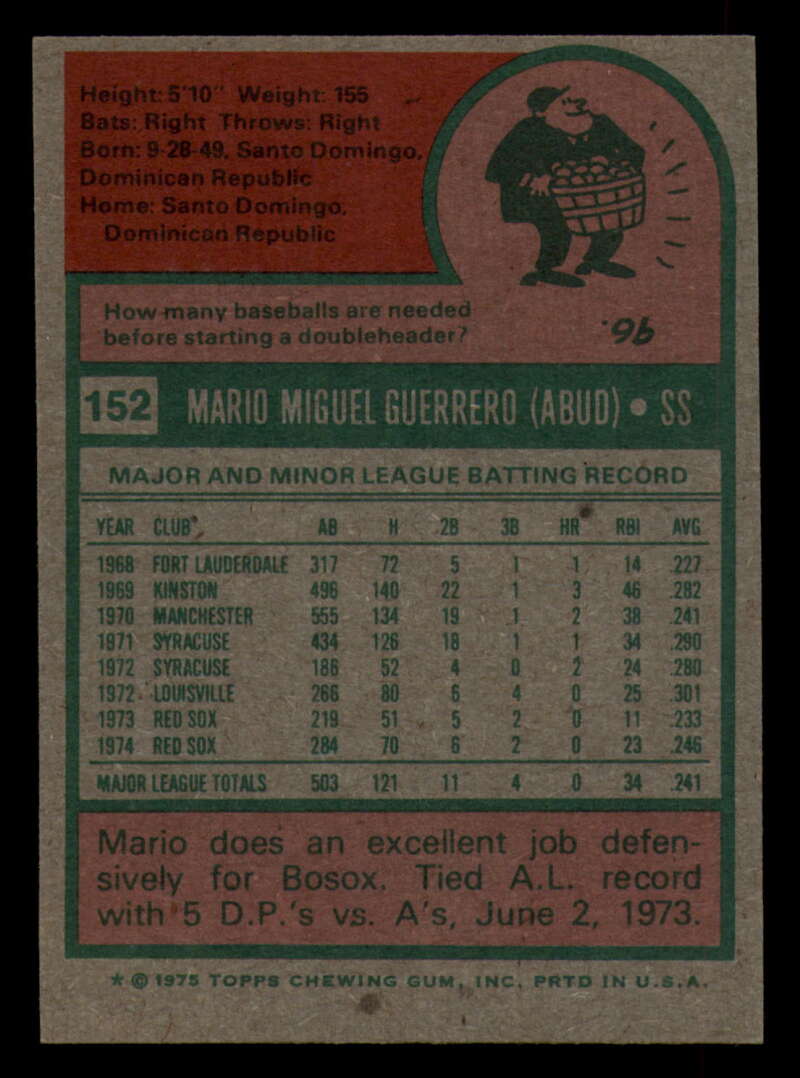 Height: 5'10" Weight: 155
Bats: Right Throws: Right
Born: 9-28-49, Santo Domingo,
Dominican Republic
Home: Santo Domingo,
Dominican Republic
How many baseballs are needed
before starting a doubleheader?
96.
152 MARIO MIGUEL GUERRERO (ABUD) • SS
MAJOR AND MINOR LEAGUE BATTING RECORD
YEAR CLUB AB H 2B 3B HR RBI AVG
1968 FORT LAUDERDALE 317 72 5 1 1 14 .227
1969 KINSTON 496 140 22 1 3 46 .282
1970 MANCHESTER 555 134 19 1 2 38 .241
1971 SYRACUSE 434 126 18 1 1 34 .290
1972 SYRACUSE 186 52 4 0 2 24 .280
1972 LOUISVILLE 266 80 6 4 0 25 .301
1973 RED SOX 219 51 5 2 0 11 .233
1974 RED SOX 284 70 6 2 0 23 .246
MAJOR LEAGUE TOTALS 503 121 11 4 0 34 .241
Mario does an excellent job defen-
sively for Bosox. Tied A.L. record
with 5 D.P.'s vs. A's, June 2, 1973.
* © 1975 TOPPS CHEWING GUM, INC. PRTD IN U.S.A.